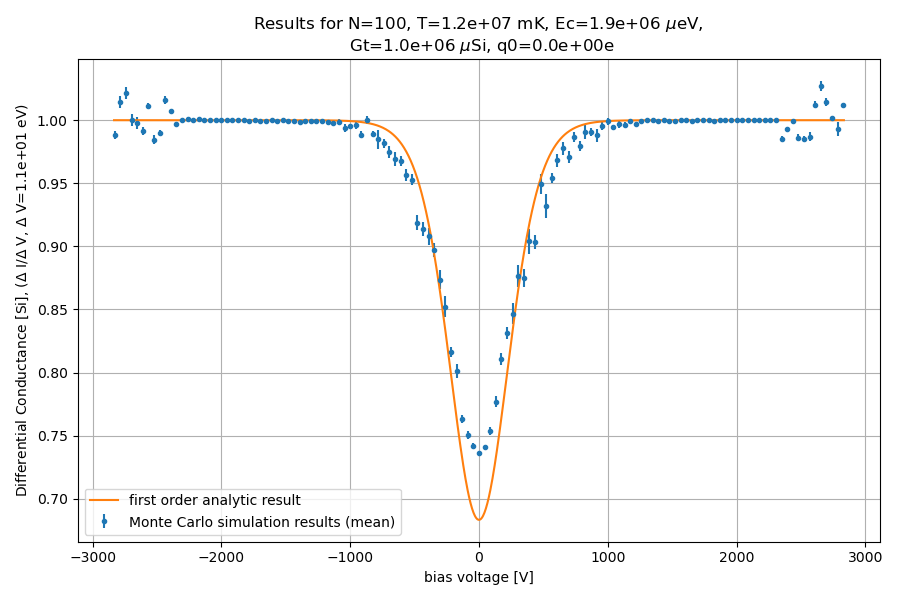 Results for N=100, T=1.2e+07 mK, Ec=1.9e+06 μeV,
Gt=1.0e+06 μSi, q0=0.0e+00e
Differential Conductance [Si], (Δ I/Δ V, Δ V=1.1e+01 eV)
1.00
0.95
0.90
0.85
0.80
0.75
0.70
first order analytic result
Monte Carlo simulation results (mean)
−3000 −2000 −1000 0 1000 2000 3000
bias voltage [V]